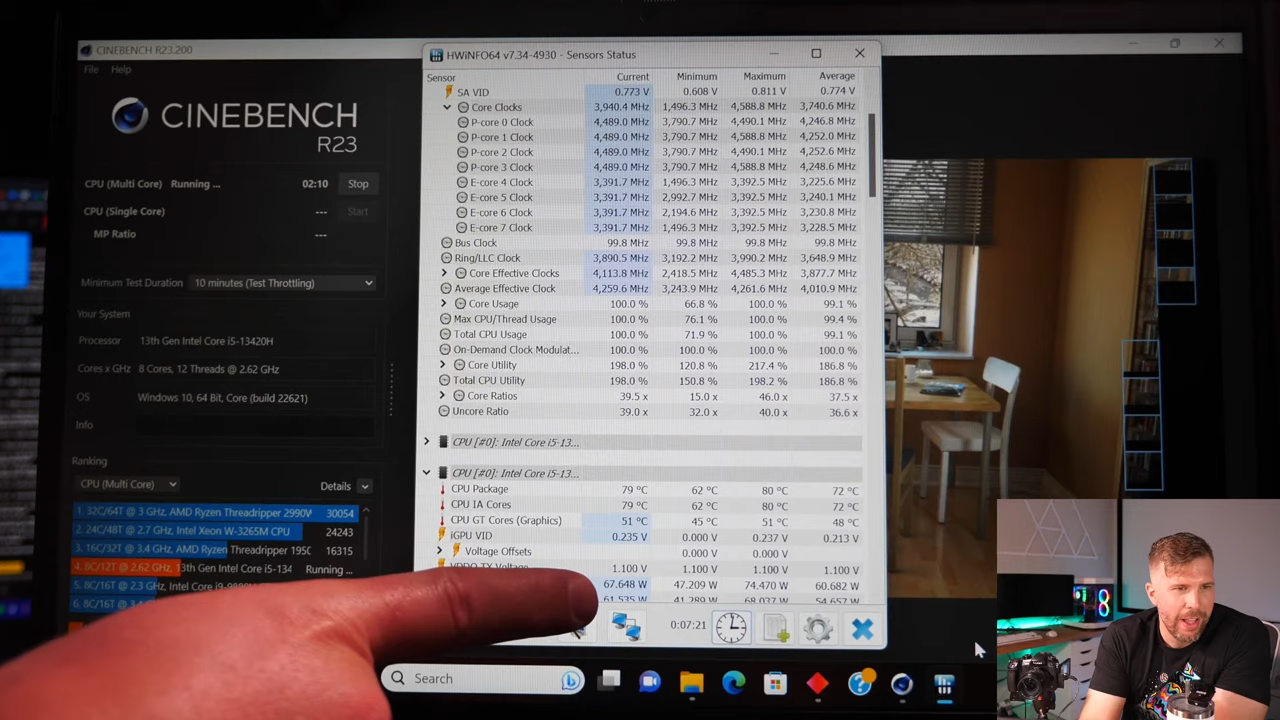 CINEBENCH R23.200
File Help
CINEBENCH
R23
CPU (Multi Core) Running ... 02:10 Stop
CPU (Single Core) --- Start
MP Ratio ---
Minimum Test Duration 10 minutes (Test Throttling)
Your System
Processor 13th Gen Intel Core i5-13420H
Cores x GHz 8 Cores, 12 Threads @ 2.62 GHz
OS Windows 10, 64 Bit, Core (build 22621)
Info
Ranking
CPU (Multi Core) Details
1. 32C/64T @ 3 GHz, AMD Ryzen Threadripper 2990W 30054
2. 24C/48T @ 2.7 GHz, Intel Xeon W-3265M CPU 24243
3. 16C/32T @ 3.4 GHz, AMD Ryzen Threadripper 1950 16315
4. 8C/12T @ 2.62 GHz, 13th Gen Intel Core i5-134 Running ...
5. 8C/16T @ 2.3 GHz, Intel Core
HWiNFO64 v7.34-4930 - Sensors Status
Sensor Current Minimum Maximum Average
SA VID 0.773 V 0.608 V 0.811 V 0.774 V
Core Clocks 3,940.4 MHz 1,496.3 MHz 4,588.8 MHz 3,740.6 MHz
P-core 0 Clock 4,489.0 MHz 3,790.7 MHz 4,490.1 MHz 4,246.8 MHz
P-core 1 Clock 4,489.0 MHz 3,790.7 MHz 4,588.8 MHz 4,252.0 MHz
P-core 2 Clock 4,489.0 MHz 3,790.7 MHz 4,490.1 MHz 4,252.6 MHz
P-core 3 Clock 4,489.0 MHz 3,790.7 MHz 4,588.8 MHz 4,248.6 MHz
E-core 4 Clock 3,391.7 MHz 1,496.3 MHz 3,392.5 MHz 3,225.6 MHz
E-core 5 Clock 3,391.7 MHz 2,992.7 MHz 3,392.5 MHz 3,240.1 MHz
E-core 6 Clock 3,391.7 MHz 2,194.6 MHz 3,392.5 MHz 3,230.8 MHz
E-core 7 Clock 3,391.7 MHz 1,496.3 MHz 3,392.5 MHz 3,228.5 MHz
Bus Clock 99.8 MHz 99.8 MHz 99.8 MHz 99.8 MHz
Ring/LLC Clock 3,890.5 MHz 3,192.2 MHz 3,990.2 MHz 3,648.9 MHz
Core Effective Clocks 4,113.8 MHz 2,418.5 MHz 4,485.3 MHz 3,877.7 MHz
Average Effective Clock 4,259.6 MHz 3,243.9 MHz 4,261.6 MHz 4,010.9 MHz
Core Usage 100.0 % 66.8 % 100.0 % 99.1 %
Max CPU/Thread Usage 100.0 % 76.1 % 100.0 % 99.4 %
Total CPU Usage 100.0 % 71.9 % 100.0 % 99.1 %
On-Demand Clock Modulat... 100.0 % 100.0 % 100.0 % 100.0 %
Core Utility 198.0 % 120.8 % 217.4 % 186.8 %
Total CPU Utility 198.0 % 150.8 % 198.2 % 186.8 %
Core Ratios 39.5 x 15.0 x 46.0 x 37.5 x
Uncore Ratio 39.0 x 32.0 x 40.0 x 36.6 x
CPU [#0]: Intel Core i5-13...
CPU [#0]: Intel Core i5-13...
CPU Package 79 °C 62 °C 80 °C 72 °C
CPU IA Cores 79 °C 62 °C 80 °C 72 °C
CPU GT Cores (Graphics) 51 °C 45 °C 51 °C 48 °C
iGPU VID 0.235 V 0.000 V 0.237 V 0.213 V
Voltage Offsets 0.000 V 0.000 V
VDDQ TX Voltage 1.100 V 1.100 V 1.100 V 1.100 V
67.648 W 47.209 W 74.470 W 60.682 W
61.535 W 41.289 W 68.037 W 54.657 W
0:07:21
Search